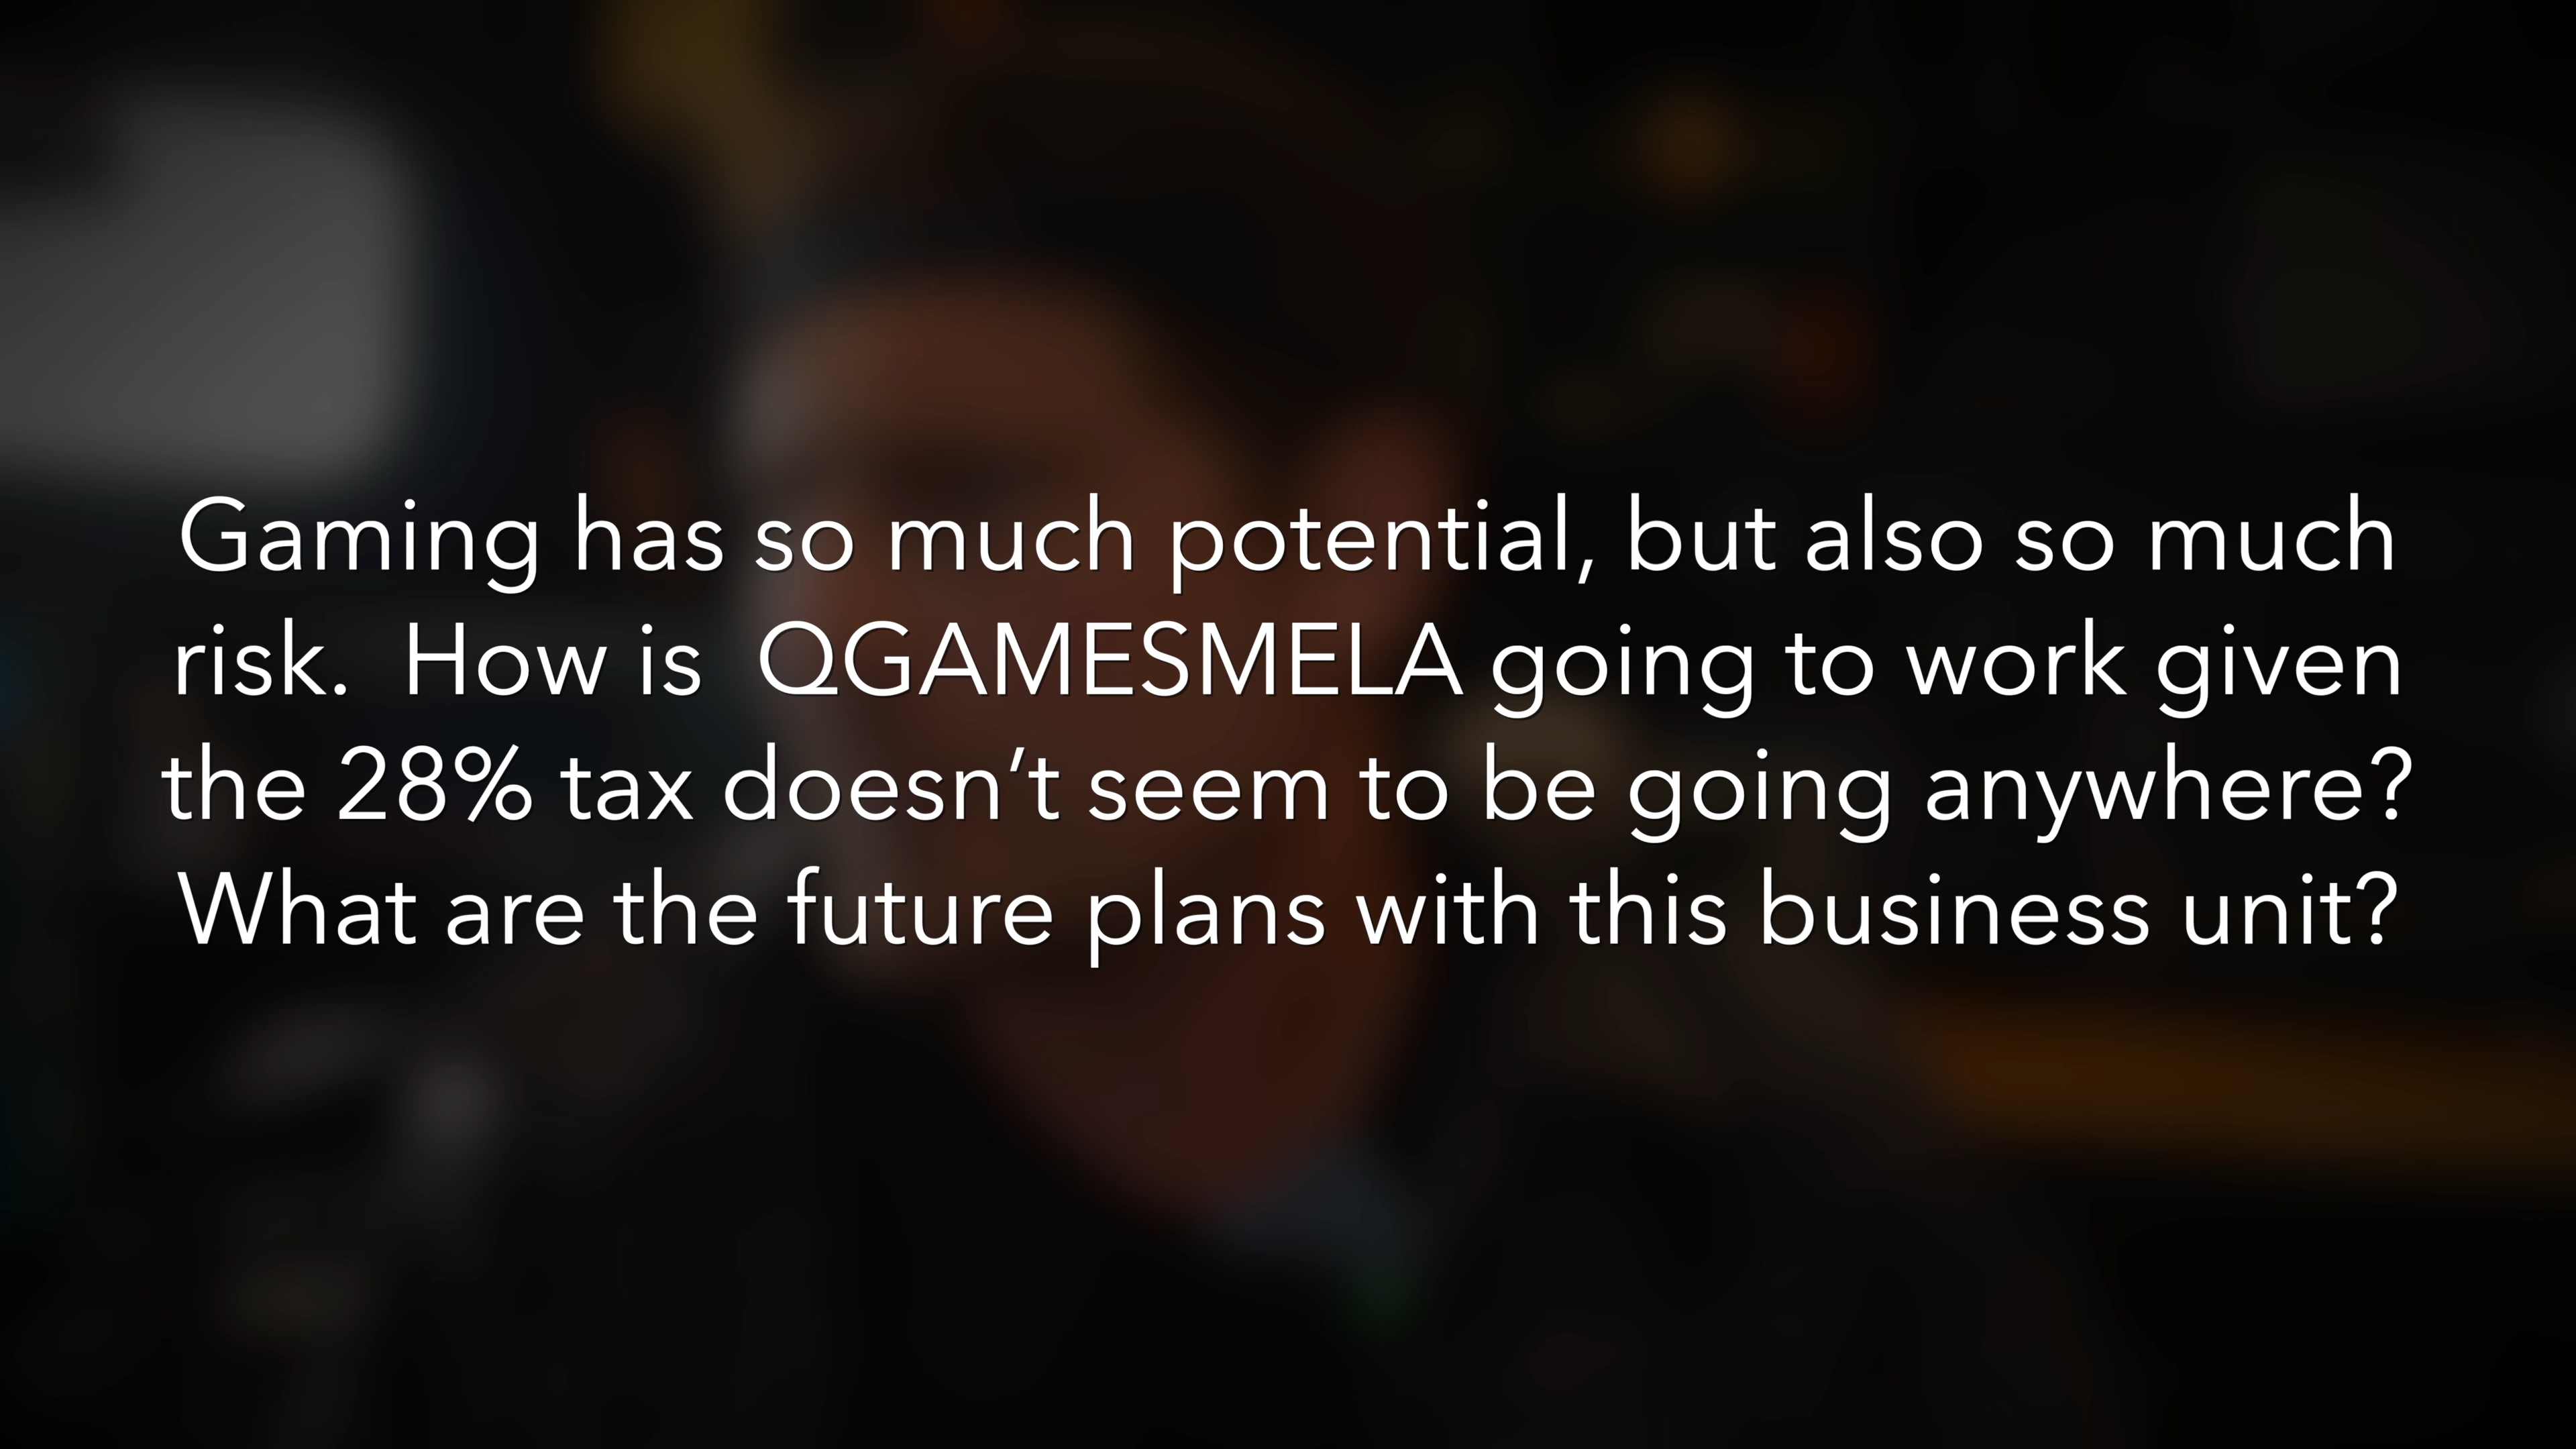 Gaming has so much potential, but also so much
risk.  How is  QGAMESMELA going to work given
the 28% tax doesn’t seem to be going anywhere?
What are the future plans with this business unit?